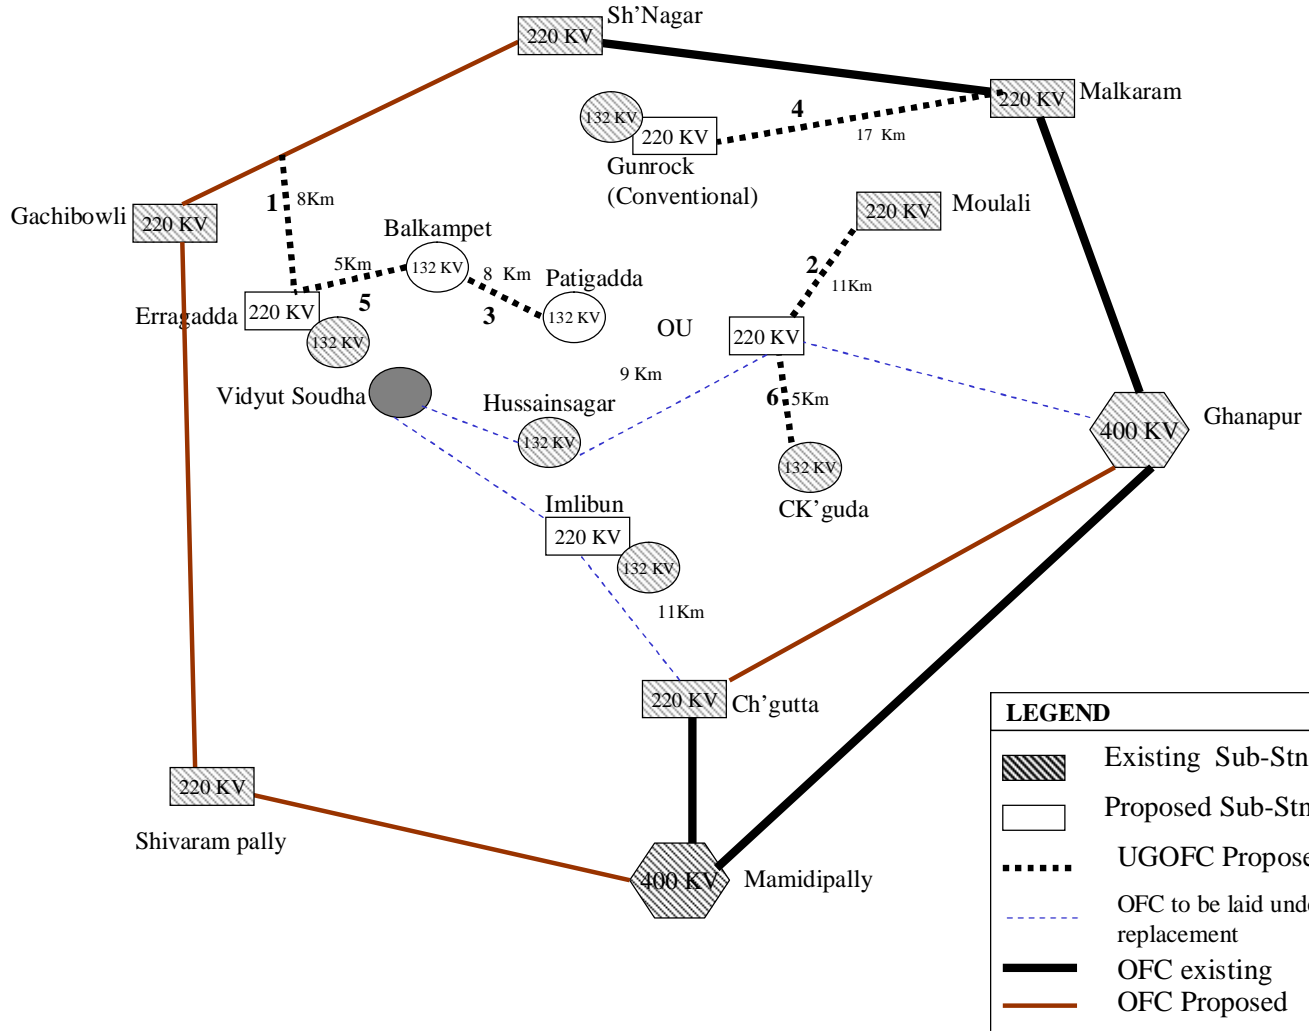 Sh'Nagar
220 KV
220 KV
Malkaram
4
17 Km
132 KV
220 KV
Gunrock
(Conventional)
Gachibowli
220 KV
1
8Km
220 KV
Moulali
2
11Km
Balkampet
132 KV
5Km
8 Km
3
Patigadda
132 KV
Erragadda
220 KV
5
132 KV
OU
220 KV
9 Km
6
5Km
Vidyut Soudha
Hussainsagar
132 KV
400 KV
Ghanapur
132 KV
CK'guda
Imlibun
220 KV
132 KV
11Km
220 KV
Ch'gutta
220 KV
Shivaram pally
400 KV
Mamidipally
LEGEND
Existing Sub-Stn
Proposed Sub-Stn
UGOFC Propose
OFC to be laid unde
replacement
OFC existing
OFC Proposed